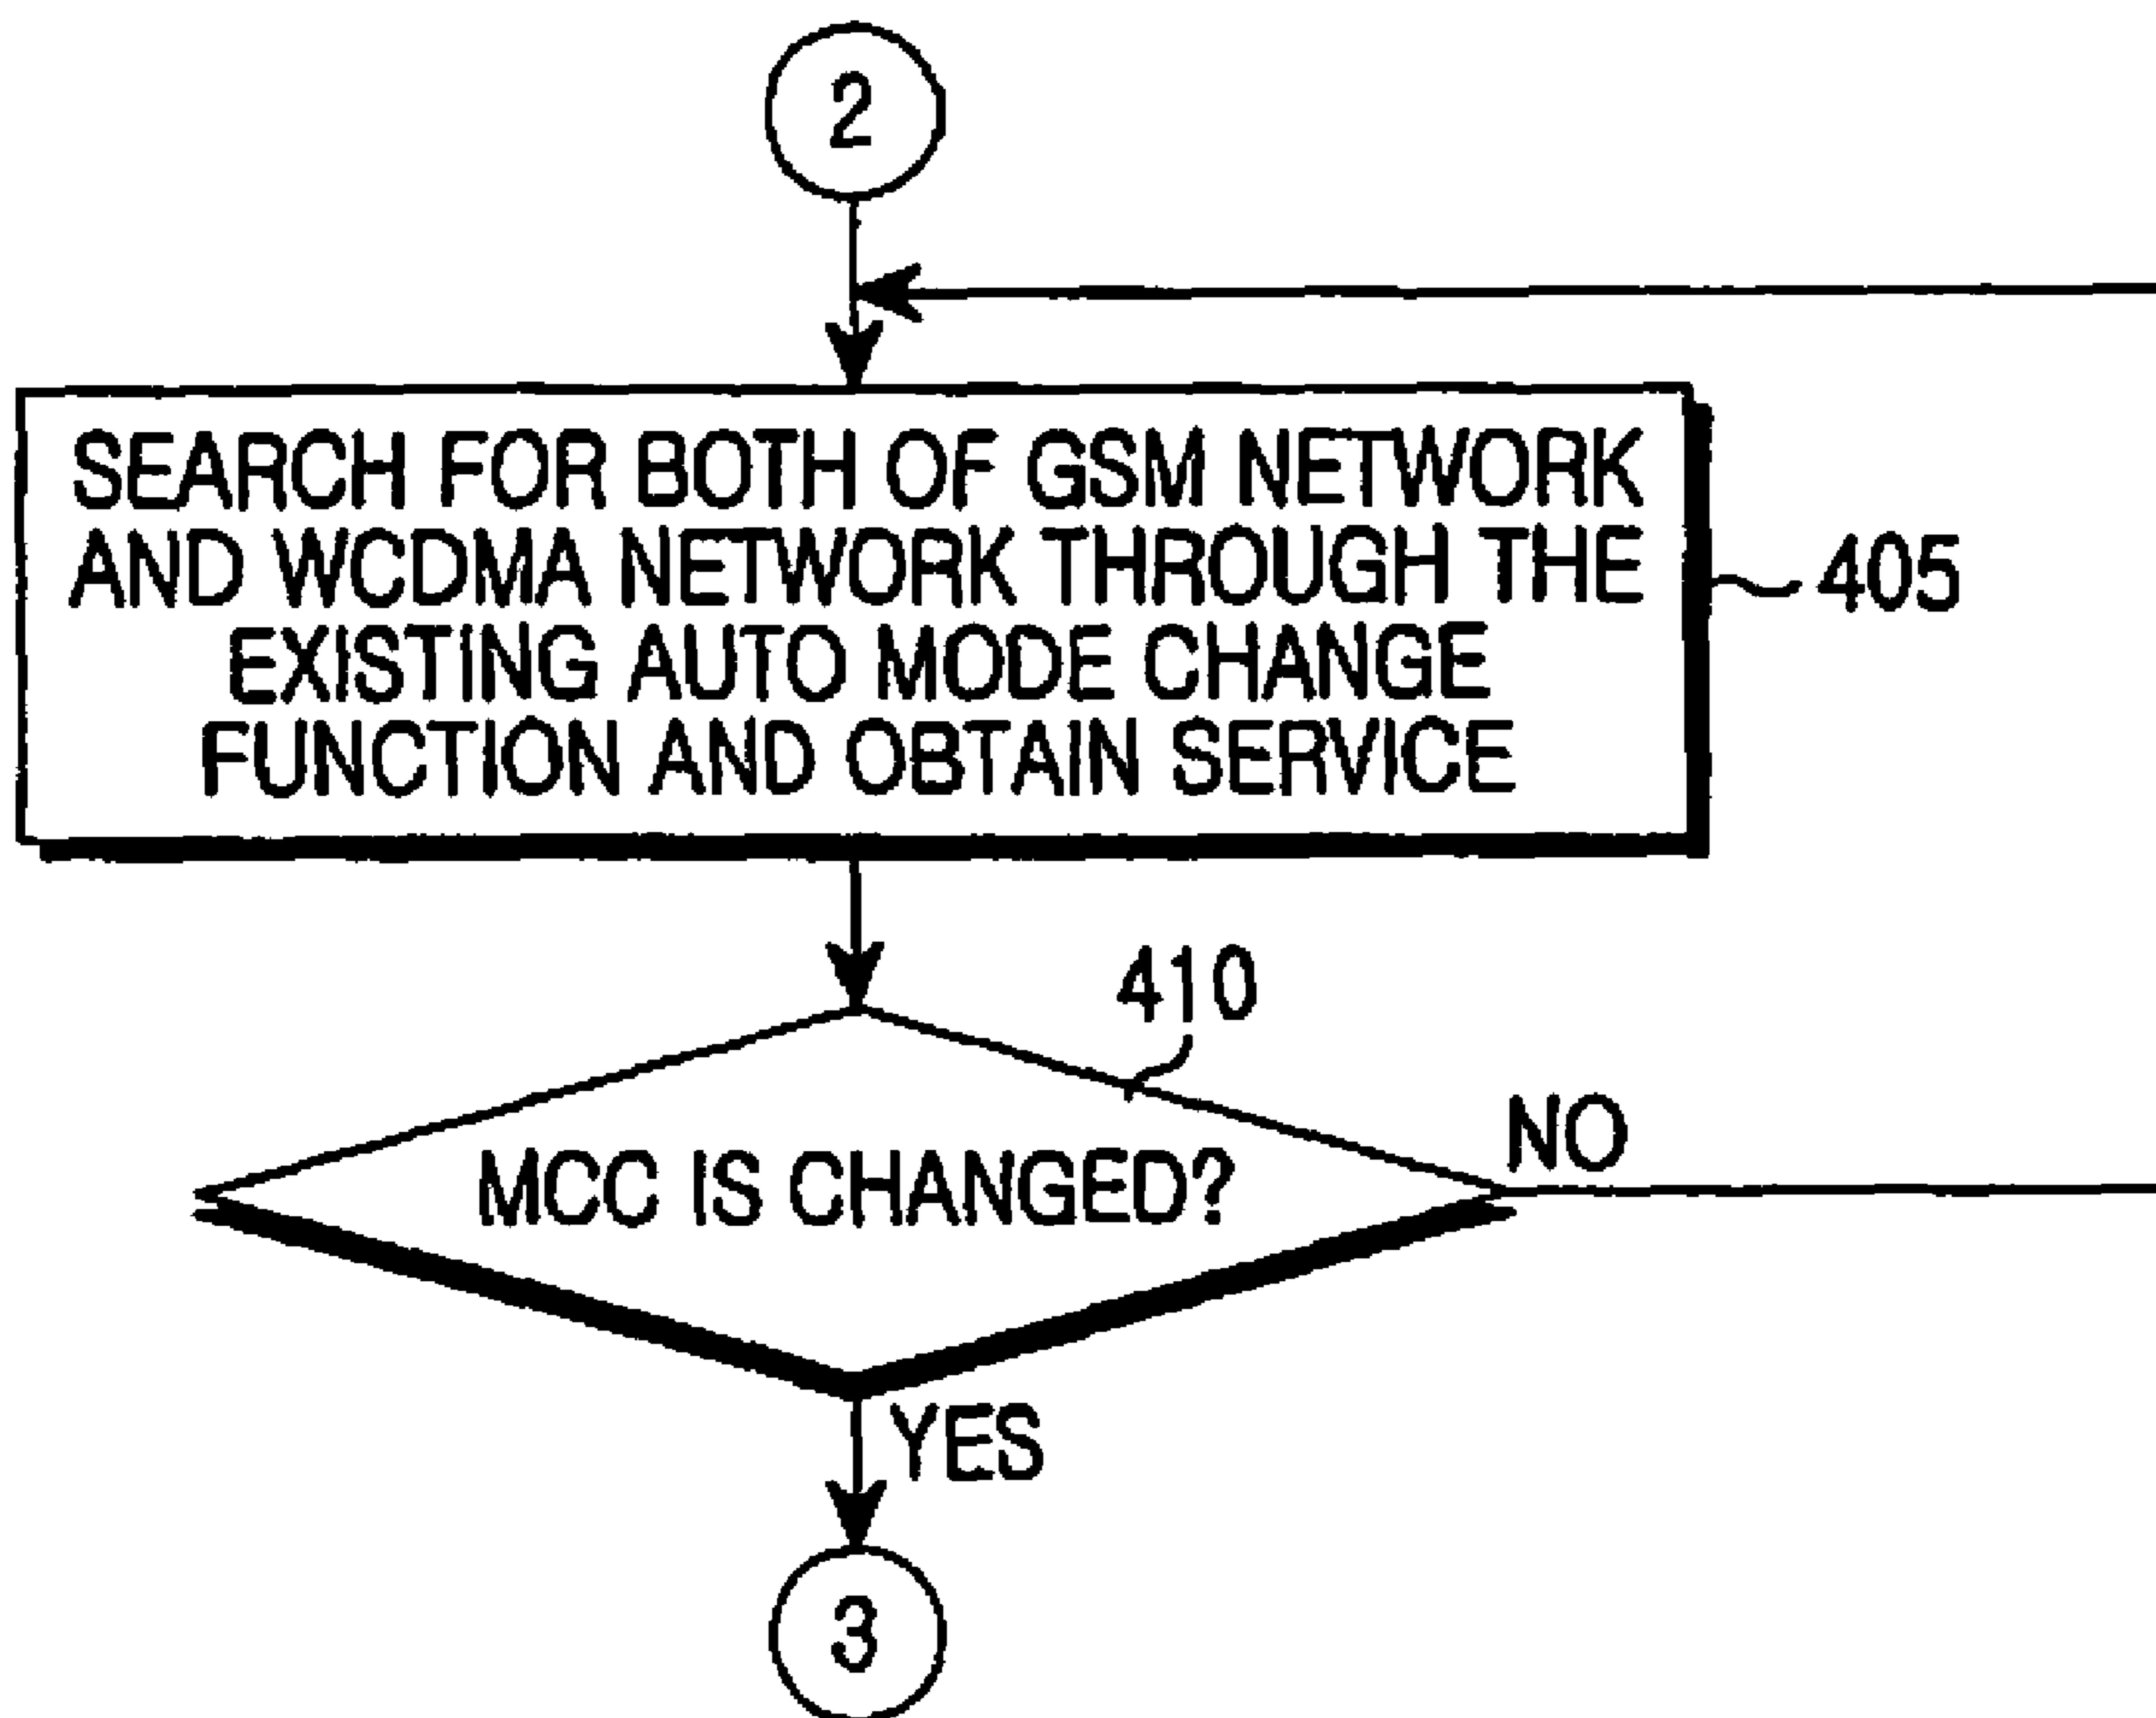 2
SEARCH FOR BOTH OF GSM NETWORK
AND WCDMA NETWORK THROUGH THE
EXISTING AUTO MODE CHANGE
FUNCTION AND OBTAIN SERVICE
405
410
MCC IS CHANGED?
NO
YES
3